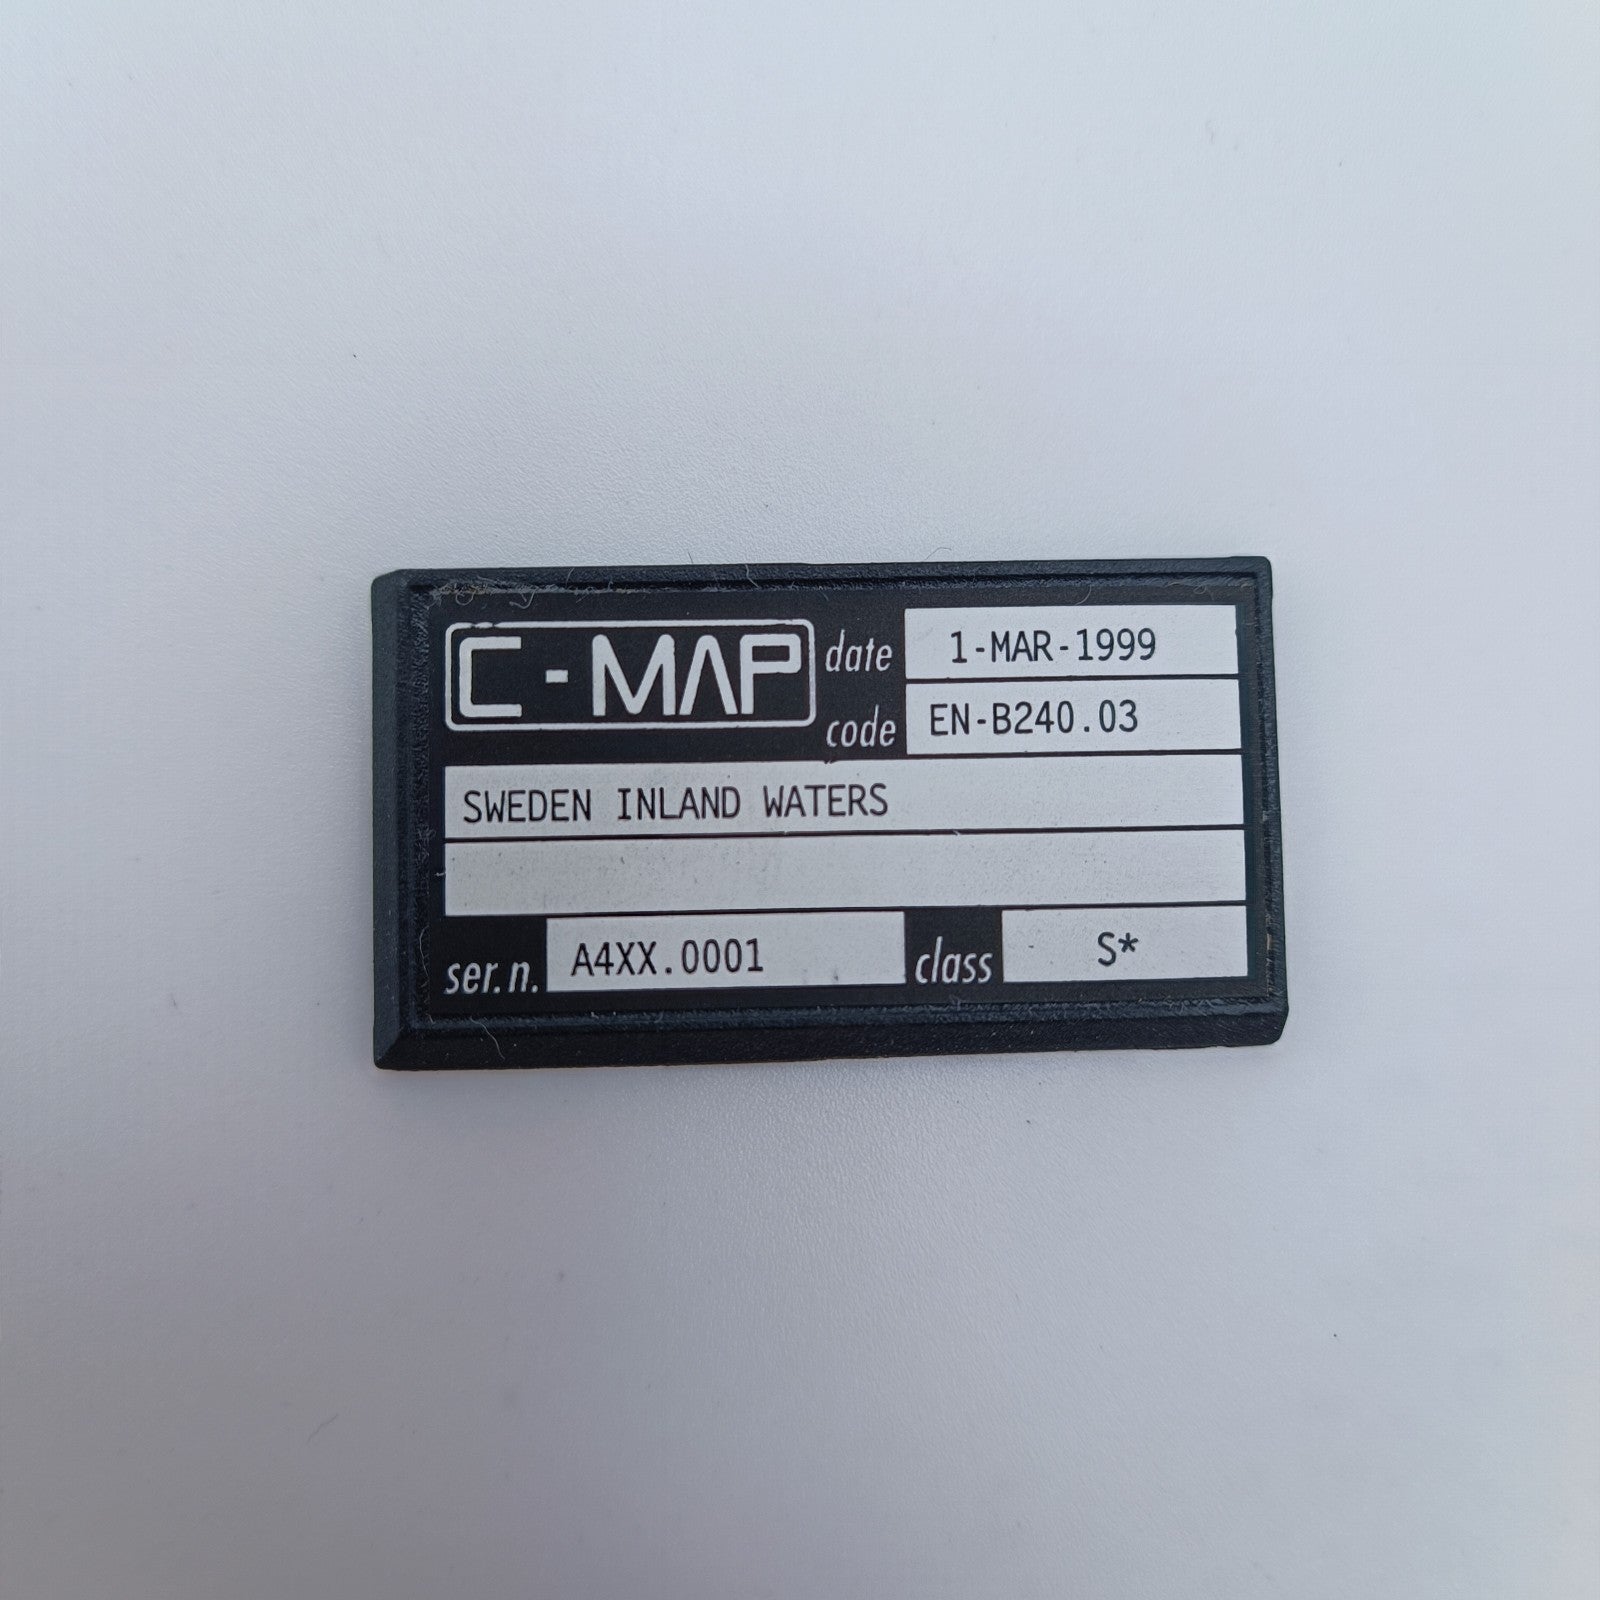 C-MAP date 1-MAR-1999
code EN-B240.03
SWEDEN INLAND WATERS
ser.n. A4XX.0001 class S*